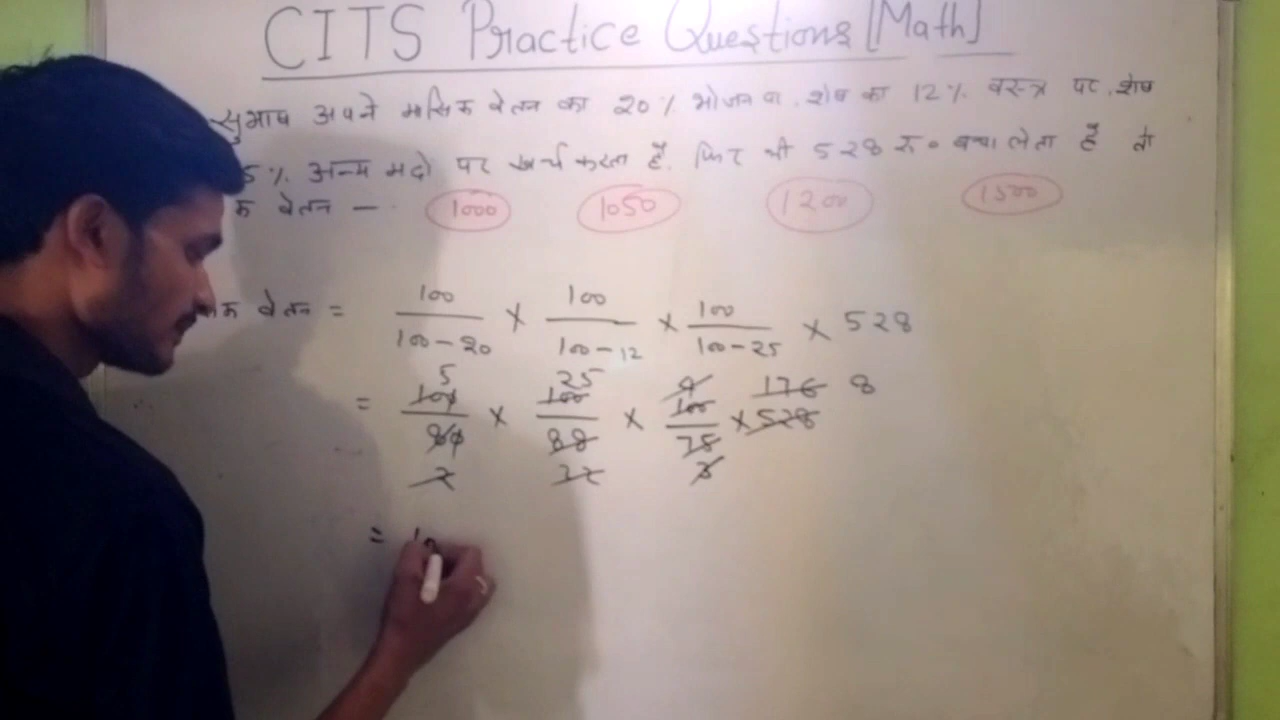 CITS Practice Questions [Math]
सुभाष अपने मासिक वेतन का 20% भोजन पर, शेष का 12% वस्त्र पर, शेष
5% अन्य मदो पर खर्च करता हैं. फिर भी 528 रु० बचा लेता है तो
क वेतन — 1000 1050 1200 1500
िक वेतन = 100/(100-20) × 100/(100-12) × 100/(100-25) × 528
5 25 4 176 8
= 100/80 × 100/88 × 100/75 × 528
22 3
= 10